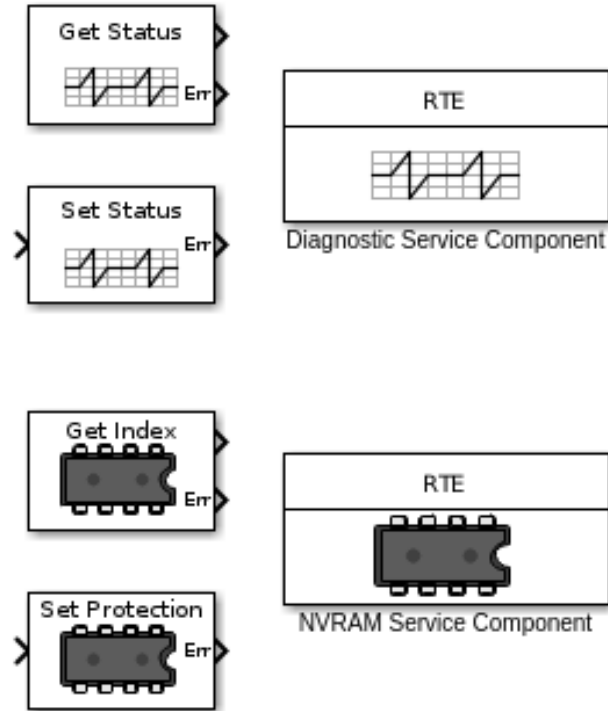 Get Status
Err
RTE
Diagnostic Service Component
Set Status
Err
Get Index
Err
RTE
NVRAM Service Component
Set Protection
Err